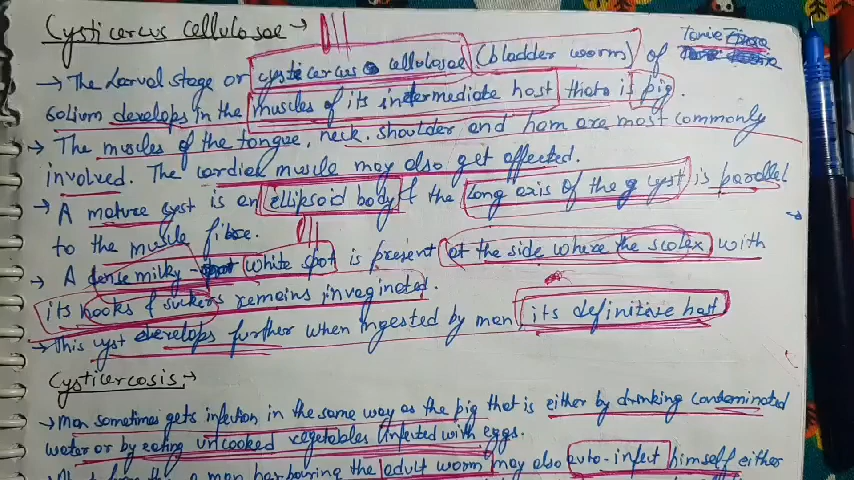 Cysticercus Cellulosae →
Taenia
→ The larval stage or cysticercus cellulosae (bladder worm) of
solium develops in the muscles of its intermediate host thats is pig.
→ The muscles of the tongue, neck, shoulder and ham are most commonly
involved. The cardiac muscle may also get affected.
→ A mature cyst is an ellipsoid body & the long axis of the cyst is parallel
to the muscle fibre.
→ A dense milky - white spot is present at the side where the scolex with
its hooks & suckers remains invaginated.
→ This cyst develops further when ingested by man, its definitive host
Cysticercosis →
→ Man sometimes gets infection in the same way as the pig that is either by drinking contaminated
water or by eating uncooked vegetables infected with eggs.
a man harbouring the adult worm may also auto-infect himself either